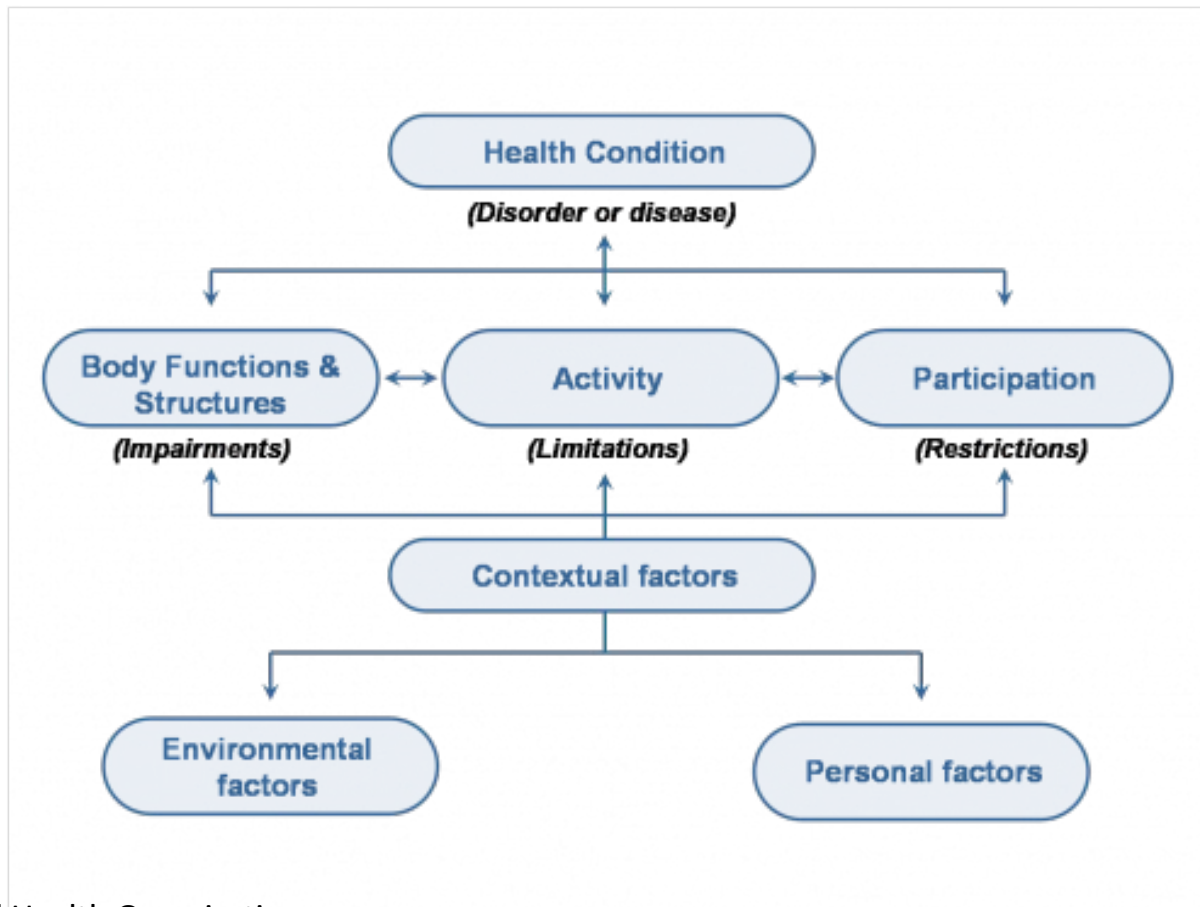 Health Condition
(Disorder or disease)
Body Functions &
Structures
Activity
Participation
(Impairments)
(Limitations)
(Restrictions)
Contextual factors
Environmental
factors
Personal factors